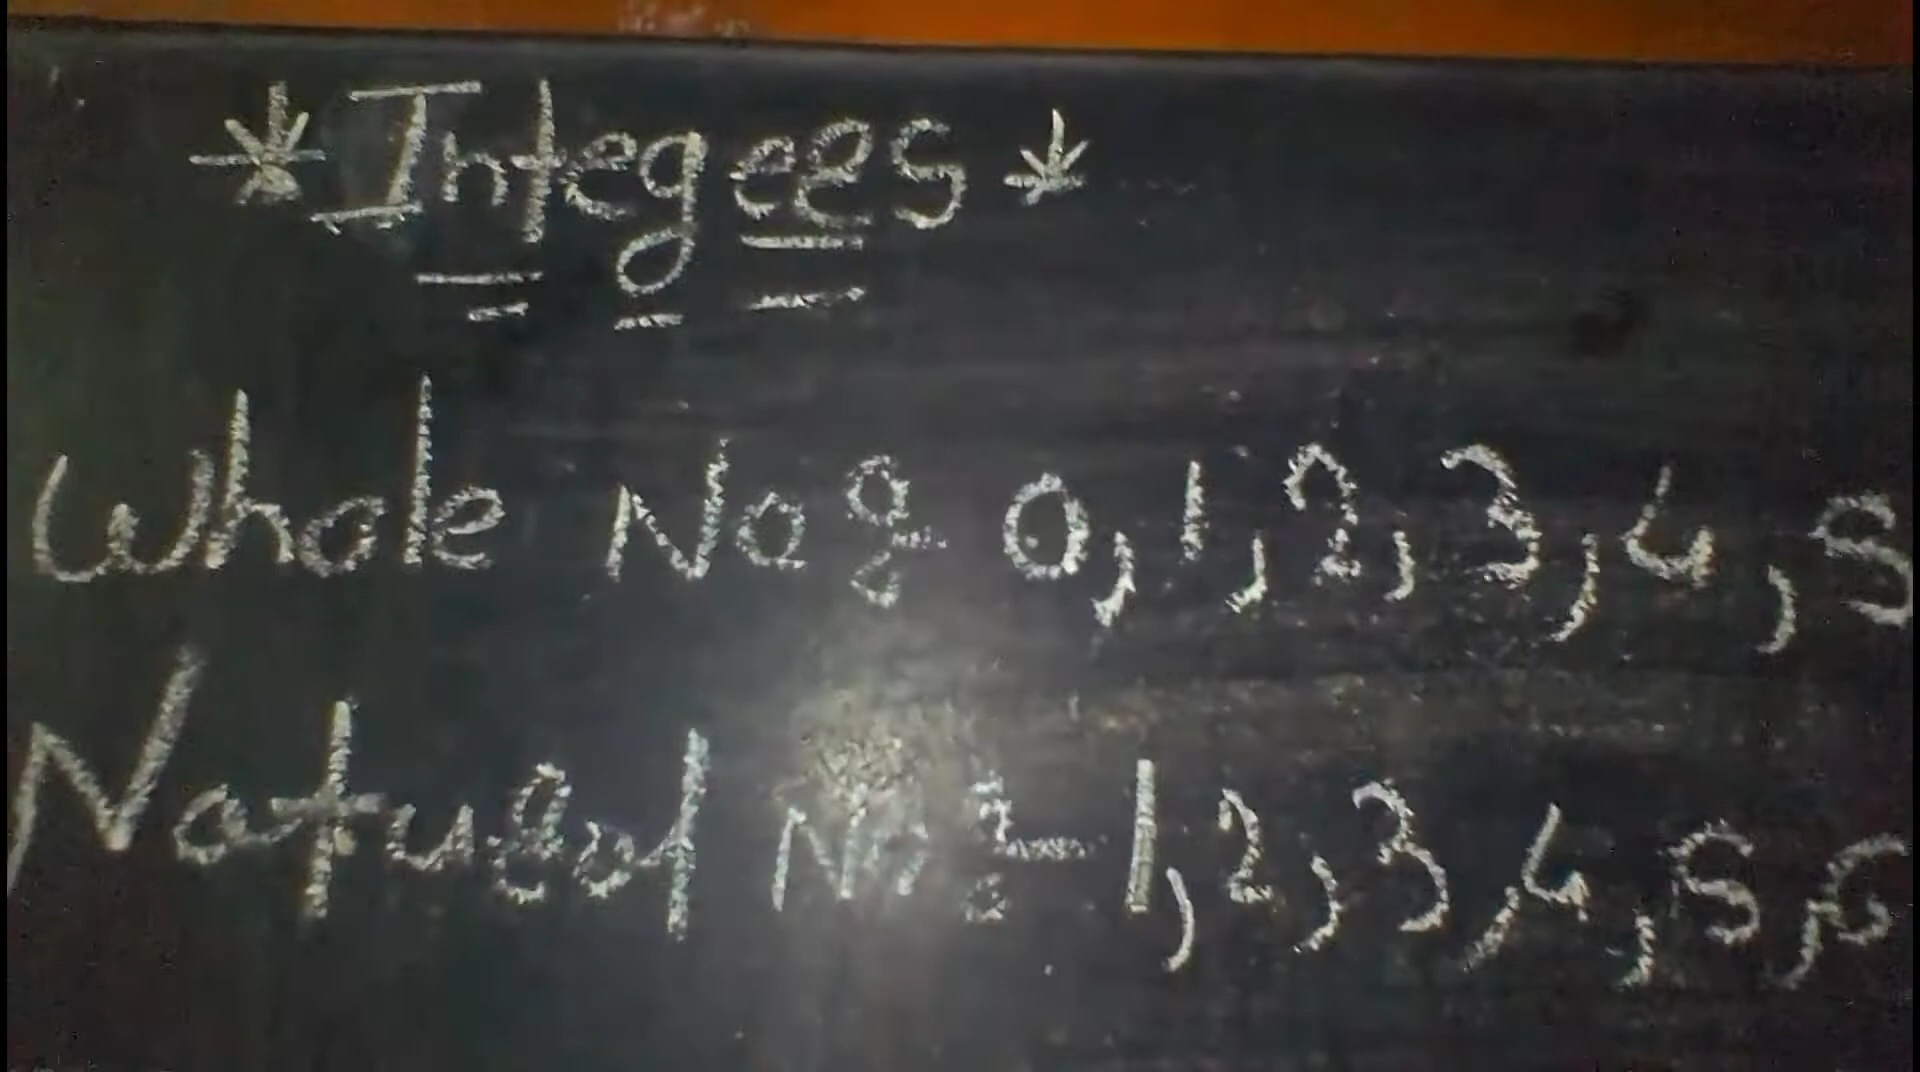 * Integers *
Whole No:- 0,1,2,3,4,5
Natural No:- 1,2,3,4,5,6